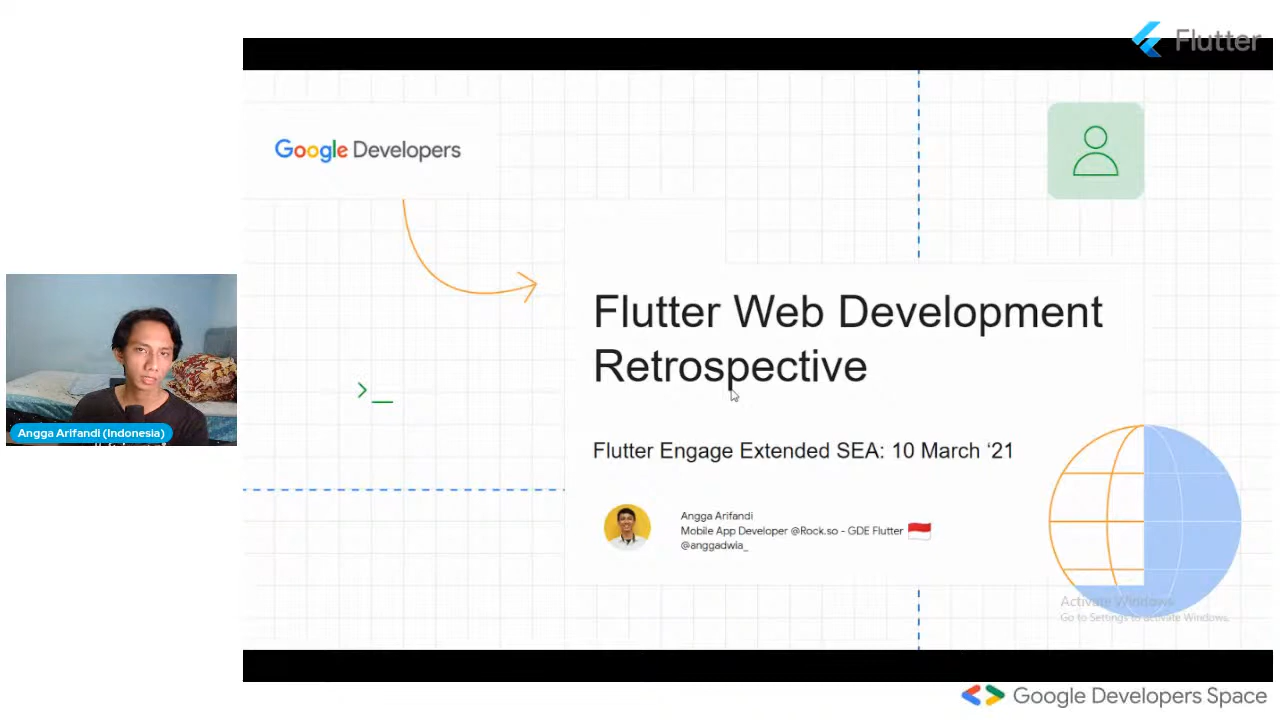 Flutter
Google Developers
Flutter Web Development
Retrospective
>_
Flutter Engage Extended SEA: 10 March ‘21
Angga Arifandi
Mobile App Developer @Rock.so - GDE Flutter
@anggadwia_
Angga Arifandi (Indonesia)
Activate Windows
Go to Settings to activate Windows.
Google Developers Space